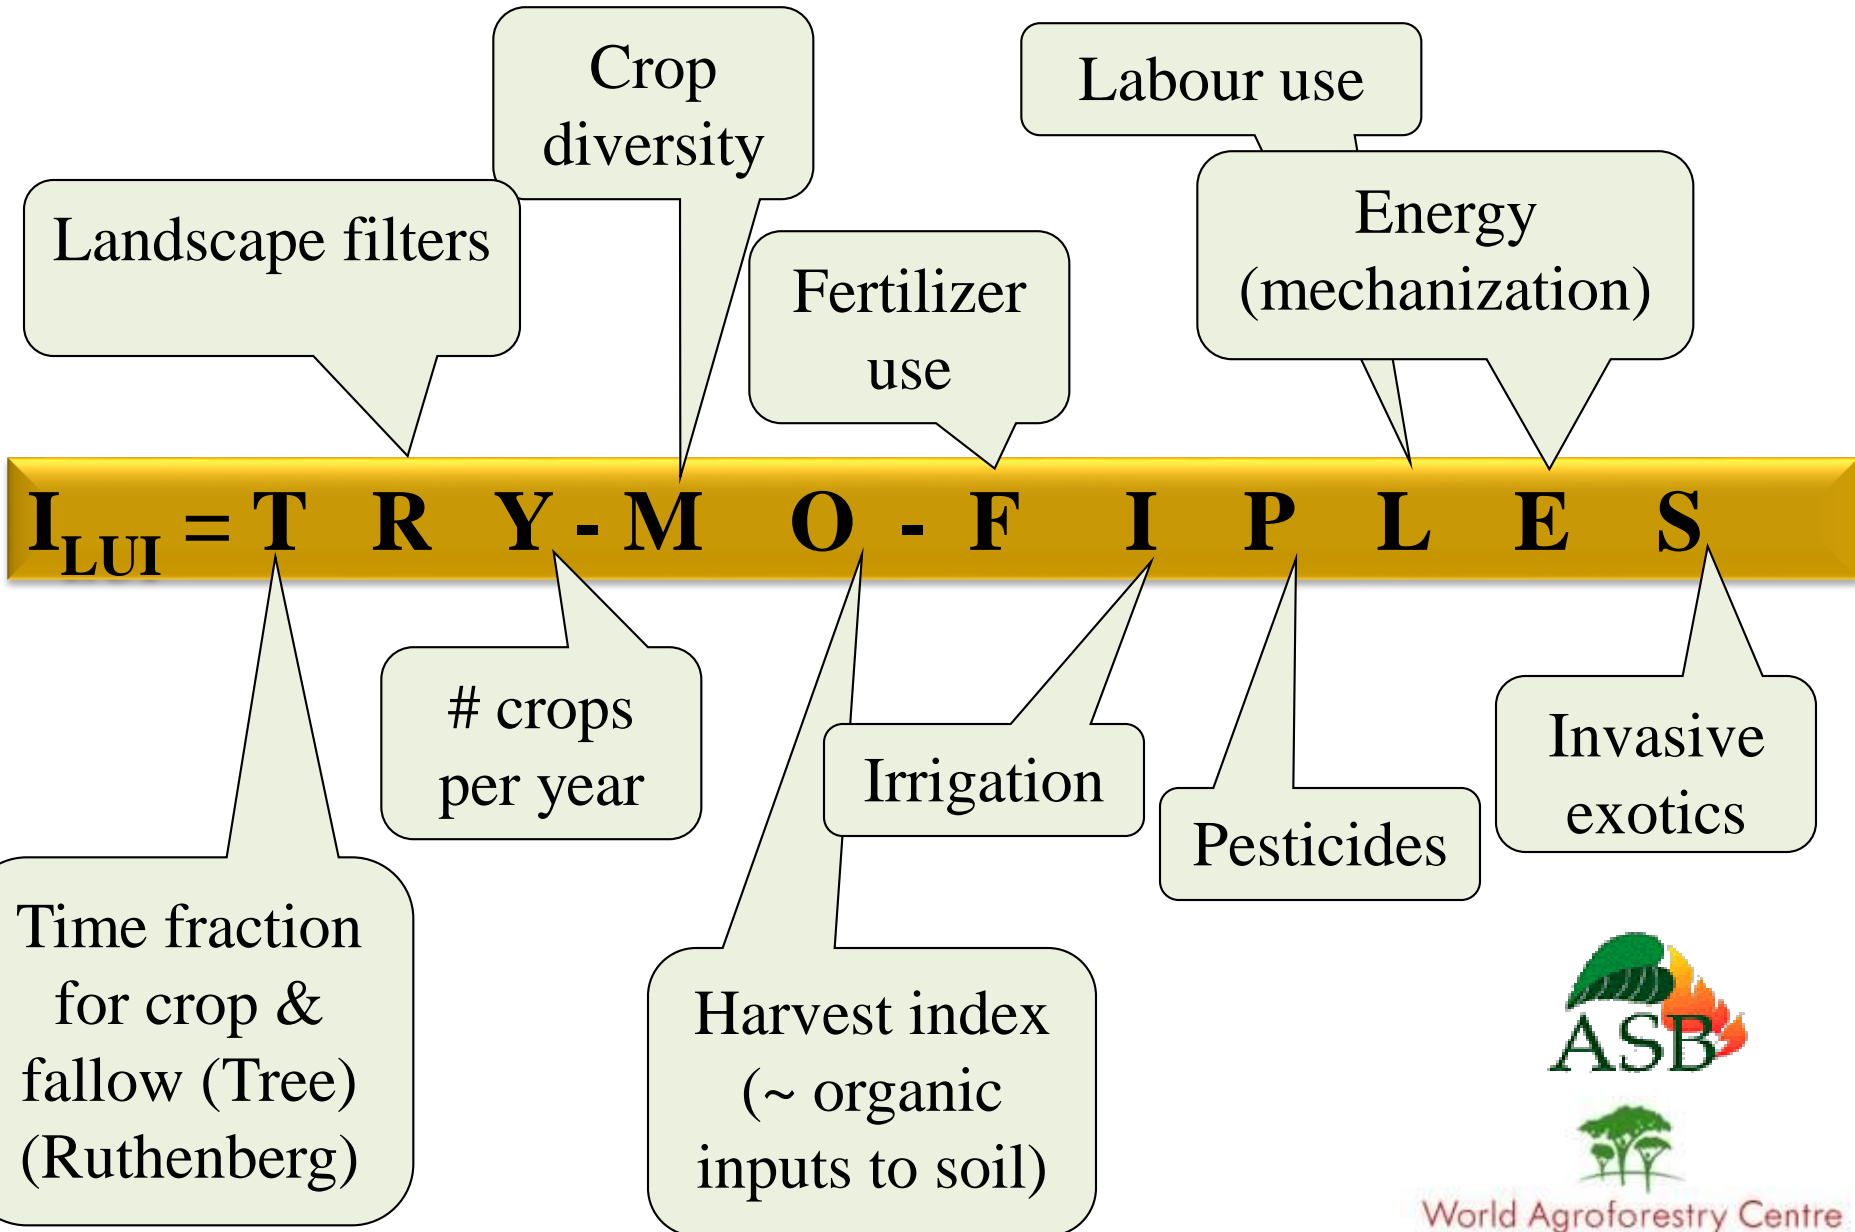 Crop
diversity
Labour use
Landscape filters
Energy
(mechanization)
Fertilizer
use
I_LUI = T R Y - M O - F I P L E S
# crops
per year
Irrigation
Invasive
exotics
Pesticides
Time fraction
for crop &
fallow (Tree)
(Ruthenberg)
Harvest index
(~ organic
inputs to soil)
ASB
World Agroforestry Centre